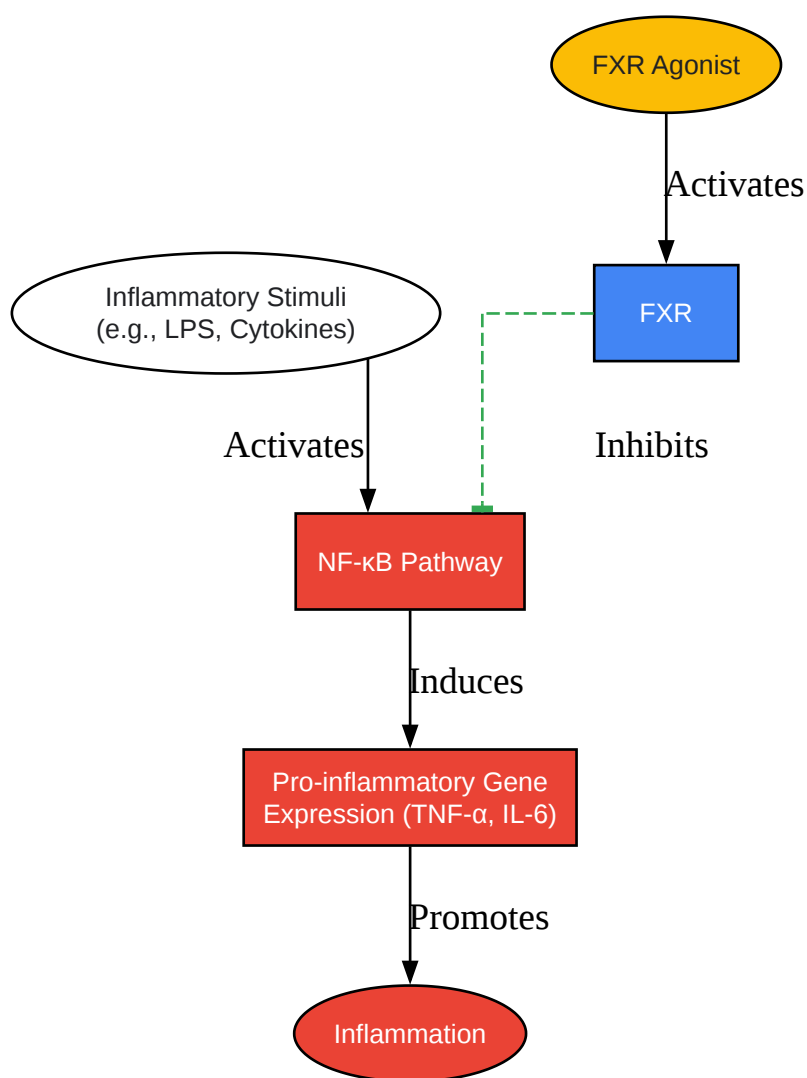 FXR Agonist
Activates
Inflammatory Stimuli
(e.g., LPS, Cytokines)
FXR
Activates
Inhibits
NF-κB Pathway
Induces
Pro-inflammatory Gene
Expression (TNF-α, IL-6)
Promotes
Inflammation